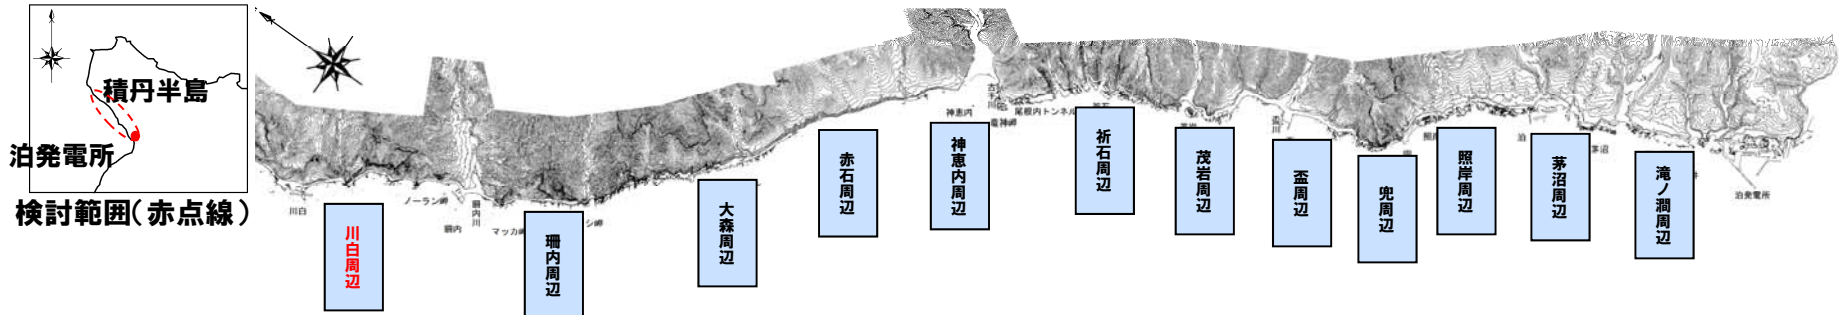 積丹半島
泊発電所
検討範囲(赤点線)
川白
ノーラン岬
珊内川
珊内
マッカ岬
シ岬
神恵内
古宇川
竜神岬
尾根内トンネル
茂岩
盃川
泊
茅沼
泊発電所
川白周辺
珊内周辺
大森周辺
赤石周辺
神恵内周辺
祈石周辺
茂岩周辺
盃周辺
兜周辺
照岸周辺
茅沼周辺
滝ノ澗周辺